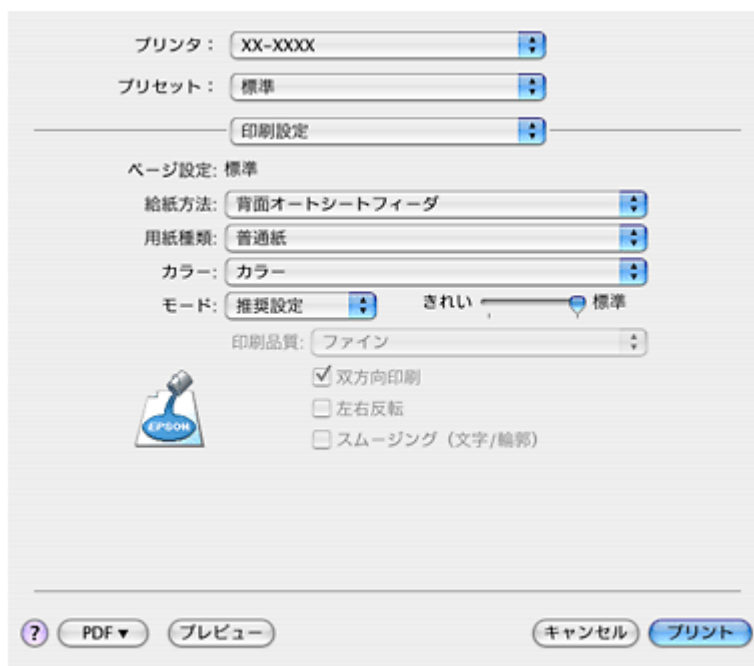 プリンタ： XX-XXXX
プリセット： 標準
印刷設定
ページ設定: 標準
給紙方法: 背面オートシートフィーダ
用紙種類: 普通紙
カラー: カラー
モード: 推奨設定 きれい 標準
印刷品質: ファイン
双方向印刷
左右反転
スムージング（文字/輪郭）
EPSON
? PDF▼ プレビュー キャンセル プリント